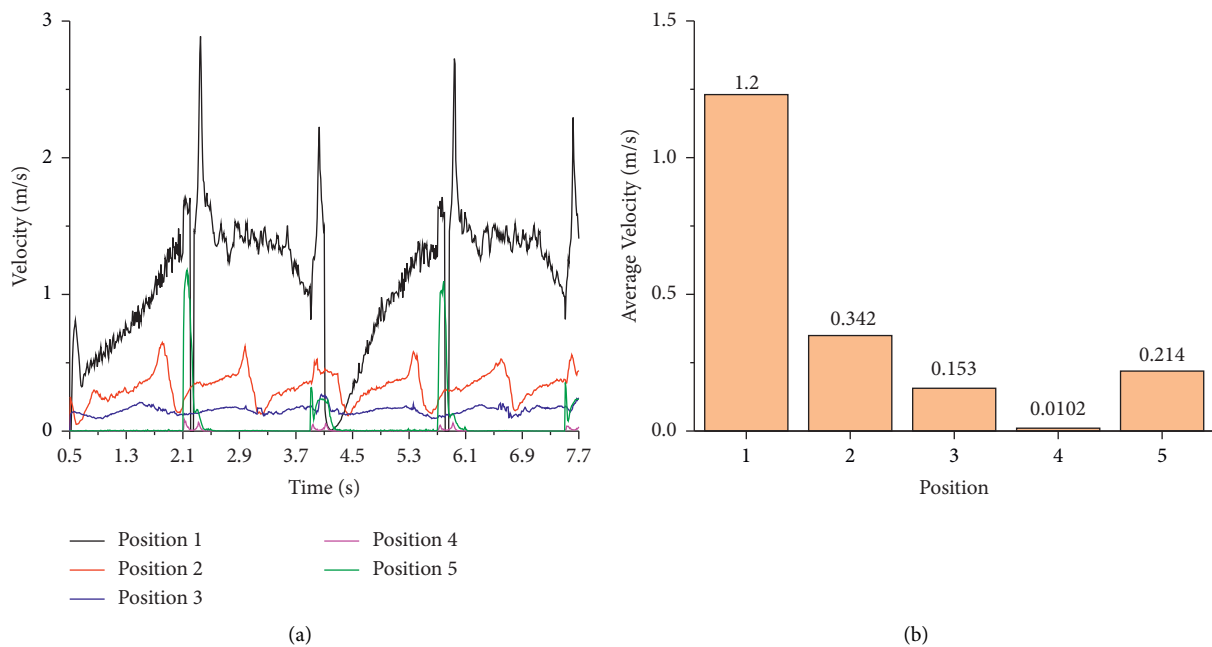 3
2
1
0
Velocity (m/s)
0.5 1.3 2.1 2.9 3.7 4.5 5.3 6.1 6.9 7.7
Time (s)
Position 1
Position 2
Position 3
Position 4
Position 5
(a)
1.5
1.0
0.5
0.0
Average Velocity (m/s)
1.2
0.342
0.153
0.0102
0.214
1 2 3 4 5
Position
(b)